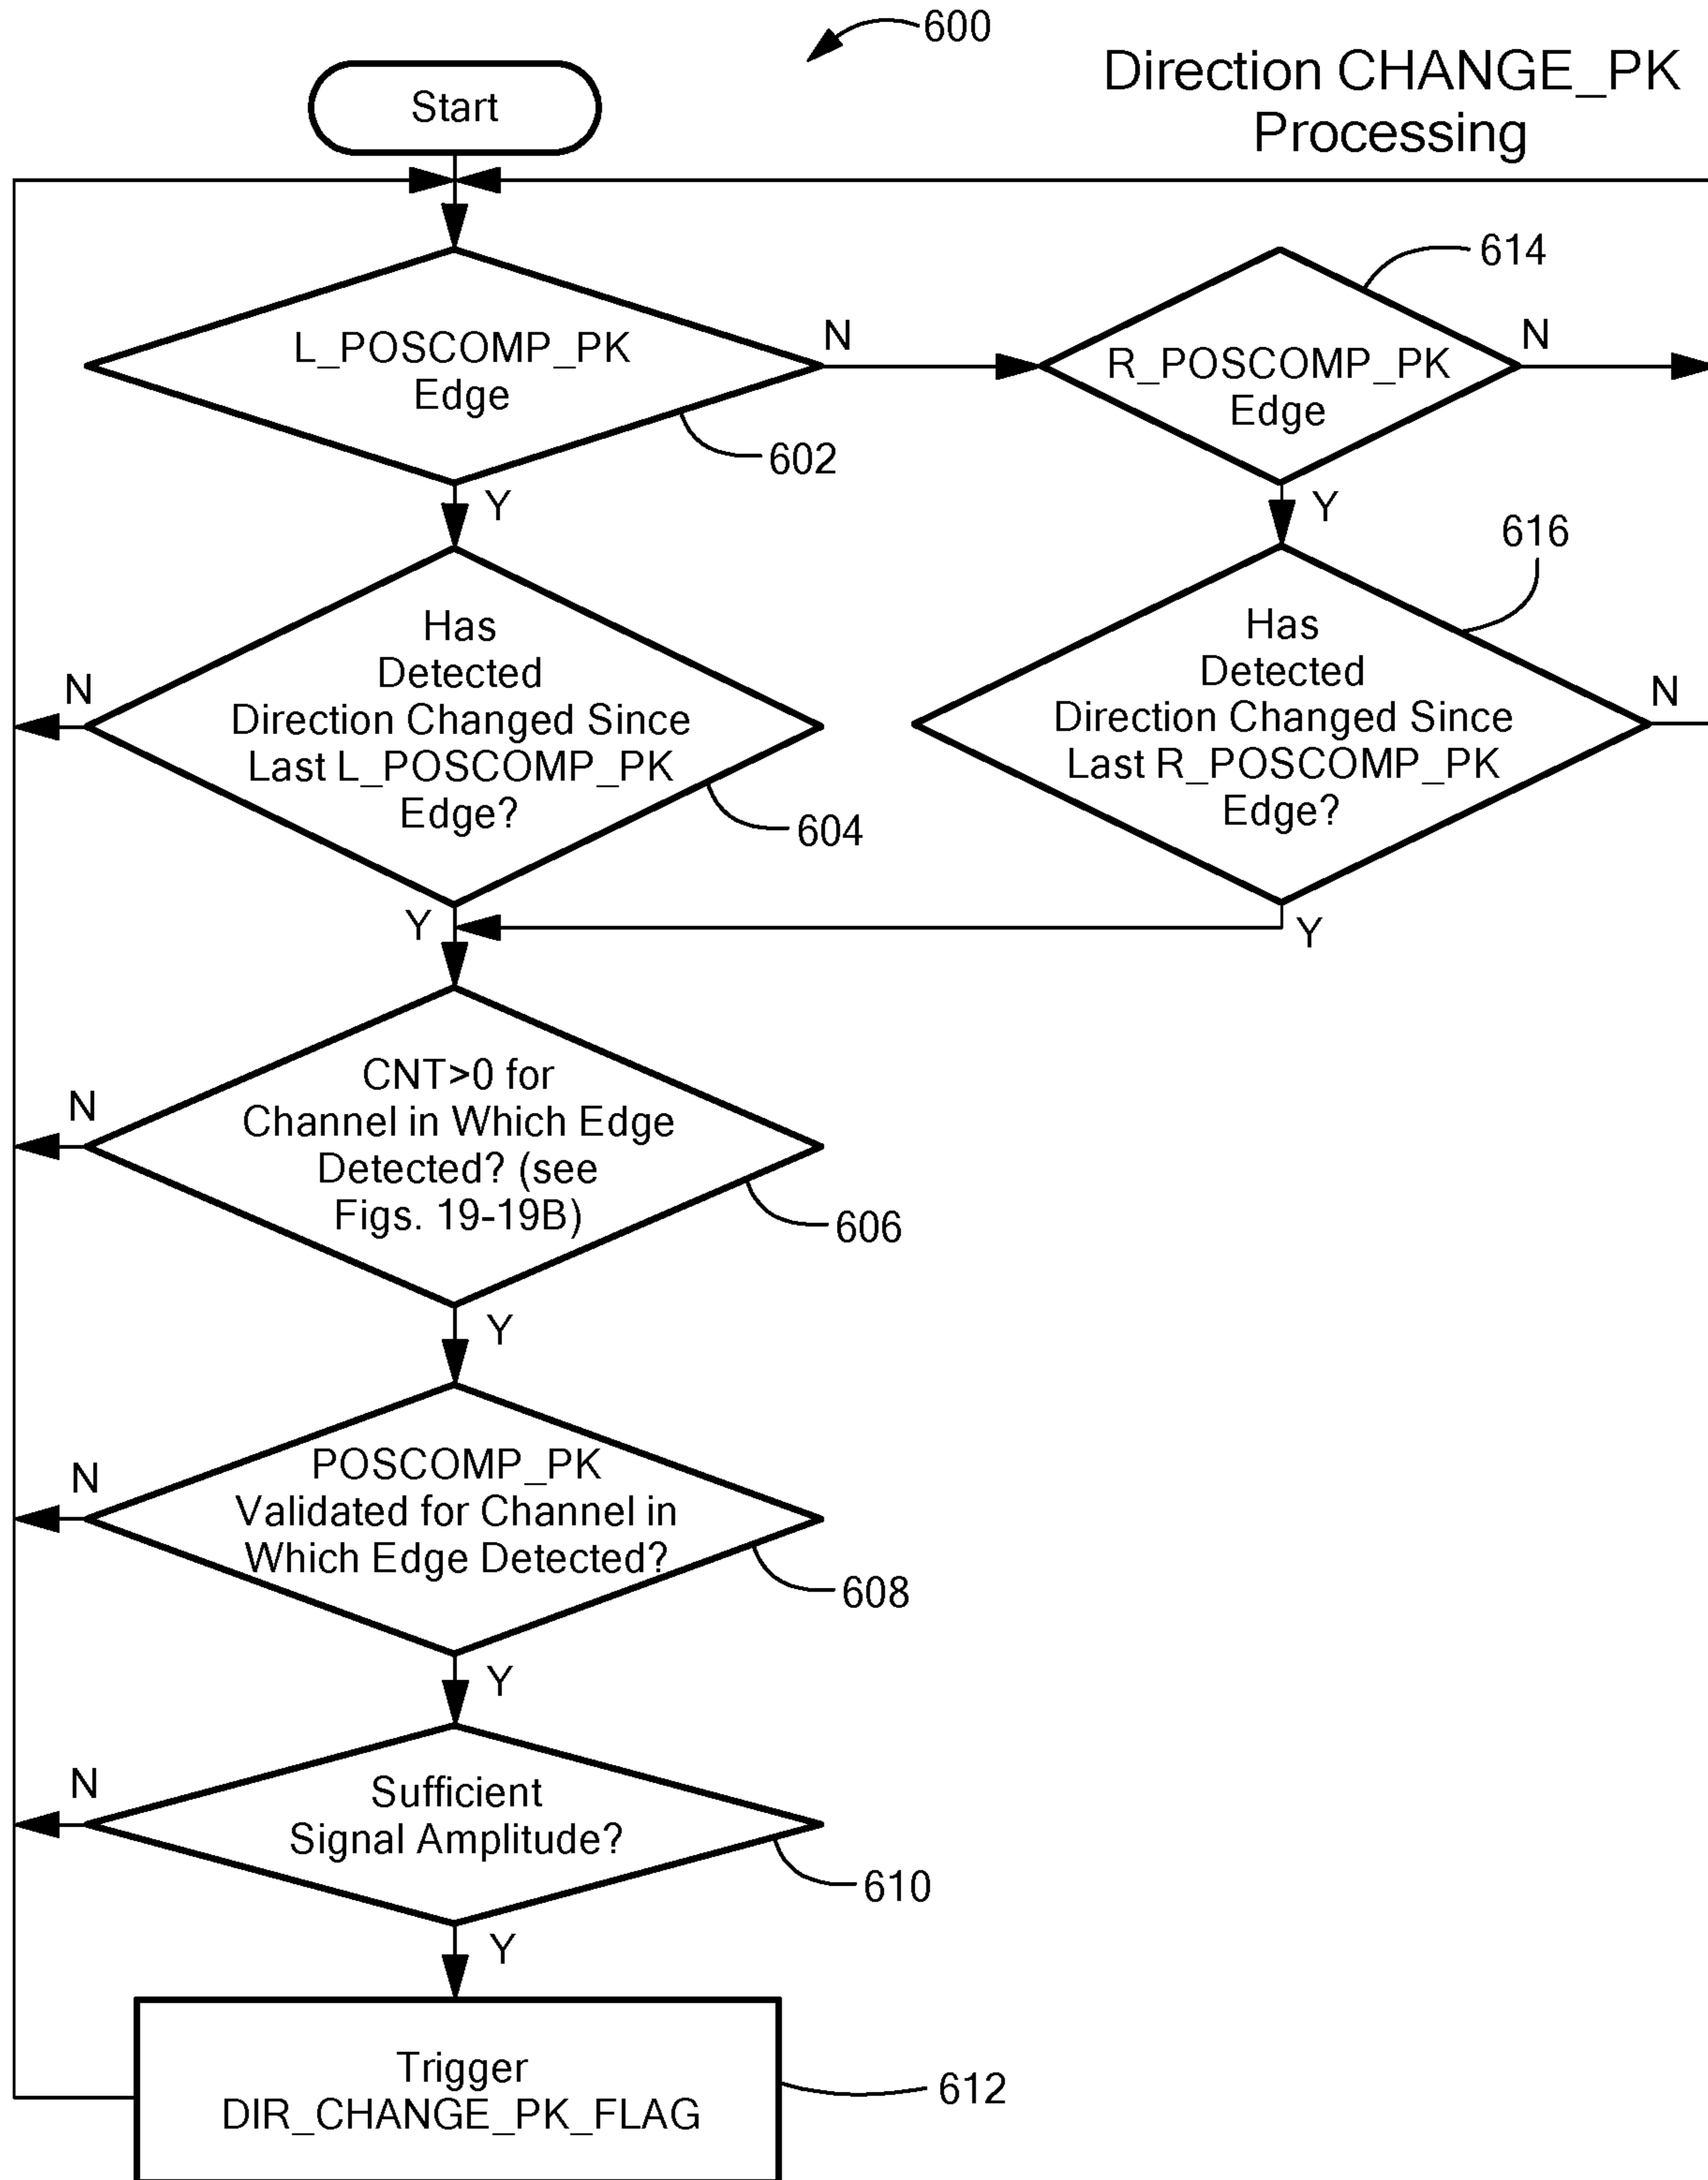 600
Direction CHANGE_PK
Processing
Start
L_POSCOMP_PK
Edge
N
602
Y
R_POSCOMP_PK
Edge
614
N
Y
Has
Detected
Direction Changed Since
Last L_POSCOMP_PK
Edge?
N
604
Y
Has
Detected
Direction Changed Since
Last R_POSCOMP_PK
Edge?
616
N
Y
CNT>0 for
Channel in Which Edge
Detected? (see
Figs. 19-19B)
N
606
Y
POSCOMP_PK
Validated for Channel in
Which Edge Detected?
N
608
Y
Sufficient
Signal Amplitude?
N
610
Y
Trigger
DIR_CHANGE_PK_FLAG
612